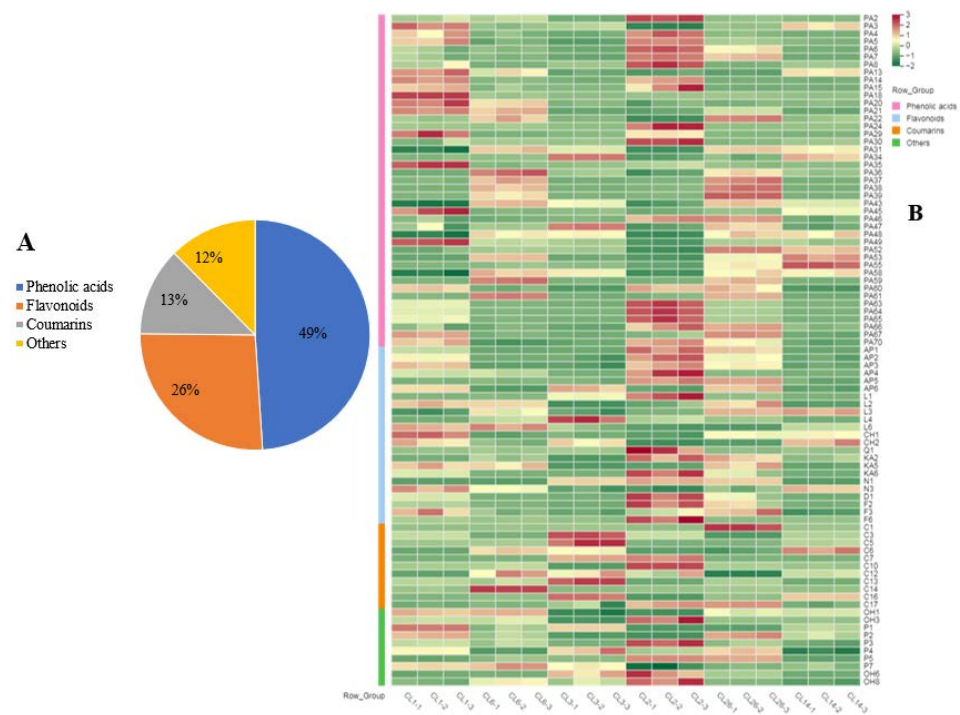 A
Phenolic acids
Flavonoids
Coumarins
Others
12%
13%
26%
49%
B
3
2
1
0
−1
−2
Row_Group
Phenolic acids
Flavonoids
Coumarins
Others
PA2
PA3
PA4
PA5
PA6
PA7
PA8
PA13
PA14
PA15
PA18
PA20
PA21
PA22
PA24
PA29
PA30
PA31
PA34
PA35
PA36
PA37
PA38
PA39
PA43
PA45
PA46
PA47
PA48
PA49
PA52
PA53
PA55
PA58
PA59
PA60
PA61
PA63
PA64
PA65
PA66
PA67
PA70
AP1
AP2
AP3
AP4
AP5
AP6
L1
L2
L3
L4
L6
CH1
CH2
Q1
KA2
KA5
KA6
N1
N3
D1
F2
F3
F6
C1
C3
C5
C6
C7
C10
C12
C13
C14
C16
C17
OH1
OH3
P1
P2
P3
P4
P5
P7
OH6
OH8
Row_Group
CL1-1
CL1-2
CL1-3
CL6-1
CL6-2
CL6-3
CL3-1
CL3-2
CL3-3
CL2-1
CL2-2
CL2-3
CL26-1
CL26-2
CL26-3
CL14-1
CL14-2
CL14-3